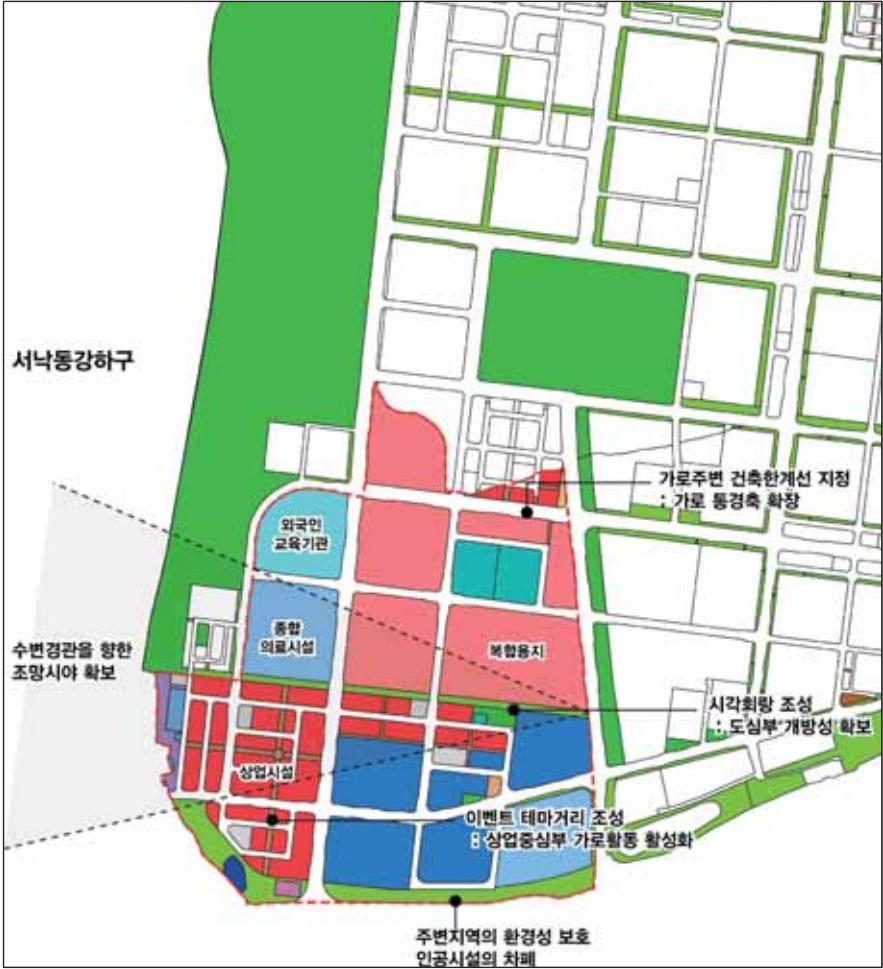 서낙동강하구
가로주변 건축한계선 지정
: 가로 통경축 확장
외국인
교육기관
종합
의료시설
복합용지
수변경관을 향한
조망시야 확보
시각회랑 조성
: 도심부 개방성 확보
상업시설
이벤트 테마거리 조성
: 상업중심부 가로활동 활성화
주변지역의 환경성 보호
인공시설의 차폐